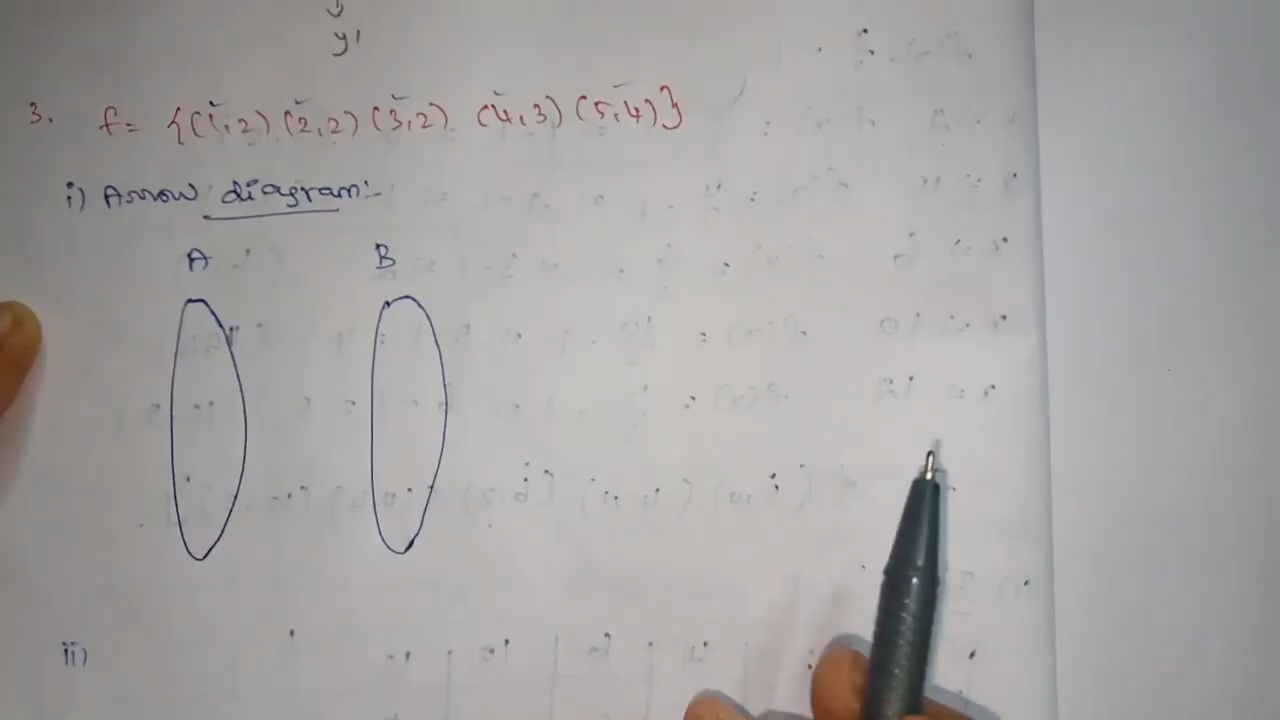 y'
3. f= {(1,2) (2,2) (3,2) (4,3) (5,4)}
i) Arrow diagram:-
A B
ii)